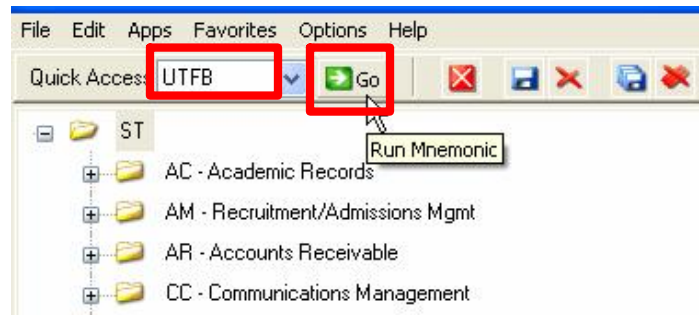 File Edit Apps Favorites Options Help
Quick Access UTFB Go
Run Mnemonic
ST
AC - Academic Records
AM - Recruitment/Admissions Mgmt
AR - Accounts Receivable
CC - Communications Management